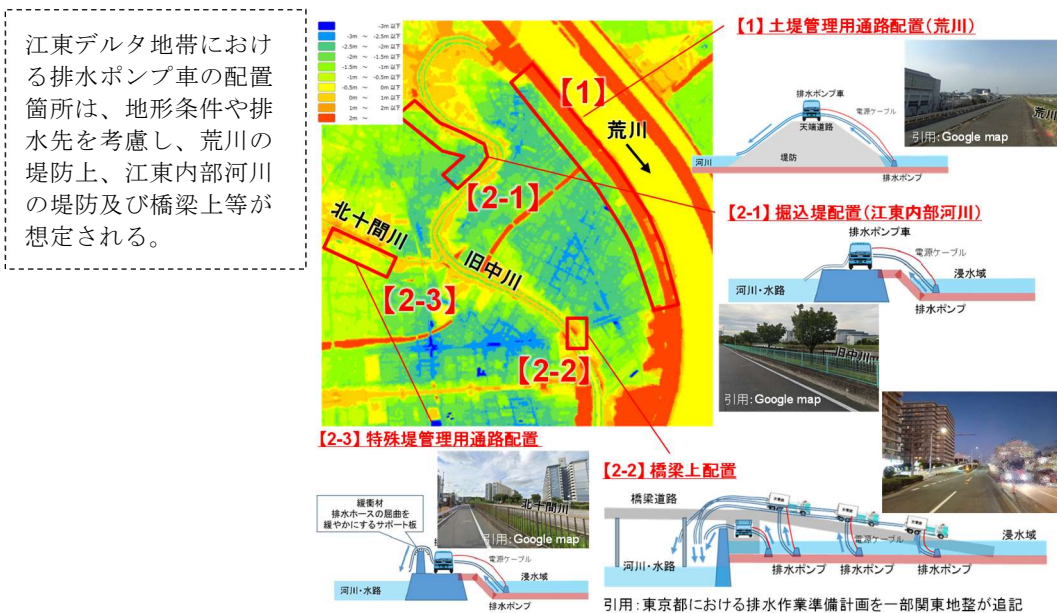 江東デルタ地帯におけ
る排水ポンプ車の配置
箇所は、地形条件や排
水先を考慮し、荒川の
堤防上、江東内部河川
の堤防及び橋梁上等が
想定される。
-3m 以下
-3m ～ -2.5m 以下
-2.5m ～ -2m 以下
-2m ～ -1.5m 以下
-1.5m ～ -1m 以下
-1m ～ -0.5m 以下
-0.5m ～ 0m 以下
0m ～ 1m 以下
1m ～ 2m 以下
2m ～
【1】
荒川
【2-1】
北十間川
旧中川
【2-3】
【2-2】
【1】土堤管理用通路配置(荒川)
排水ポンプ車
電源ケーブル
天端道路
河川
堤防
排水ポンプ
荒川
引用:Google map
【2-1】掘込堤配置(江東内部河川)
排水ポンプ車
電源ケーブル
浸水域
河川・水路
排水ポンプ
旧中川
引用:Google map
【2-3】特殊堤管理用通路配置
緩衝材
排水ホースの屈曲を
緩やかにするサポート板
北十間川
引用:Google map
電源ケーブル
浸水域
河川・水路
排水ポンプ
【2-2】橋梁上配置
橋梁道路
電源ケーブル
浸水域
河川・水路
排水ポンプ 排水ポンプ 排水ポンプ
引用:東京都における排水作業準備計画を一部関東地整が追記